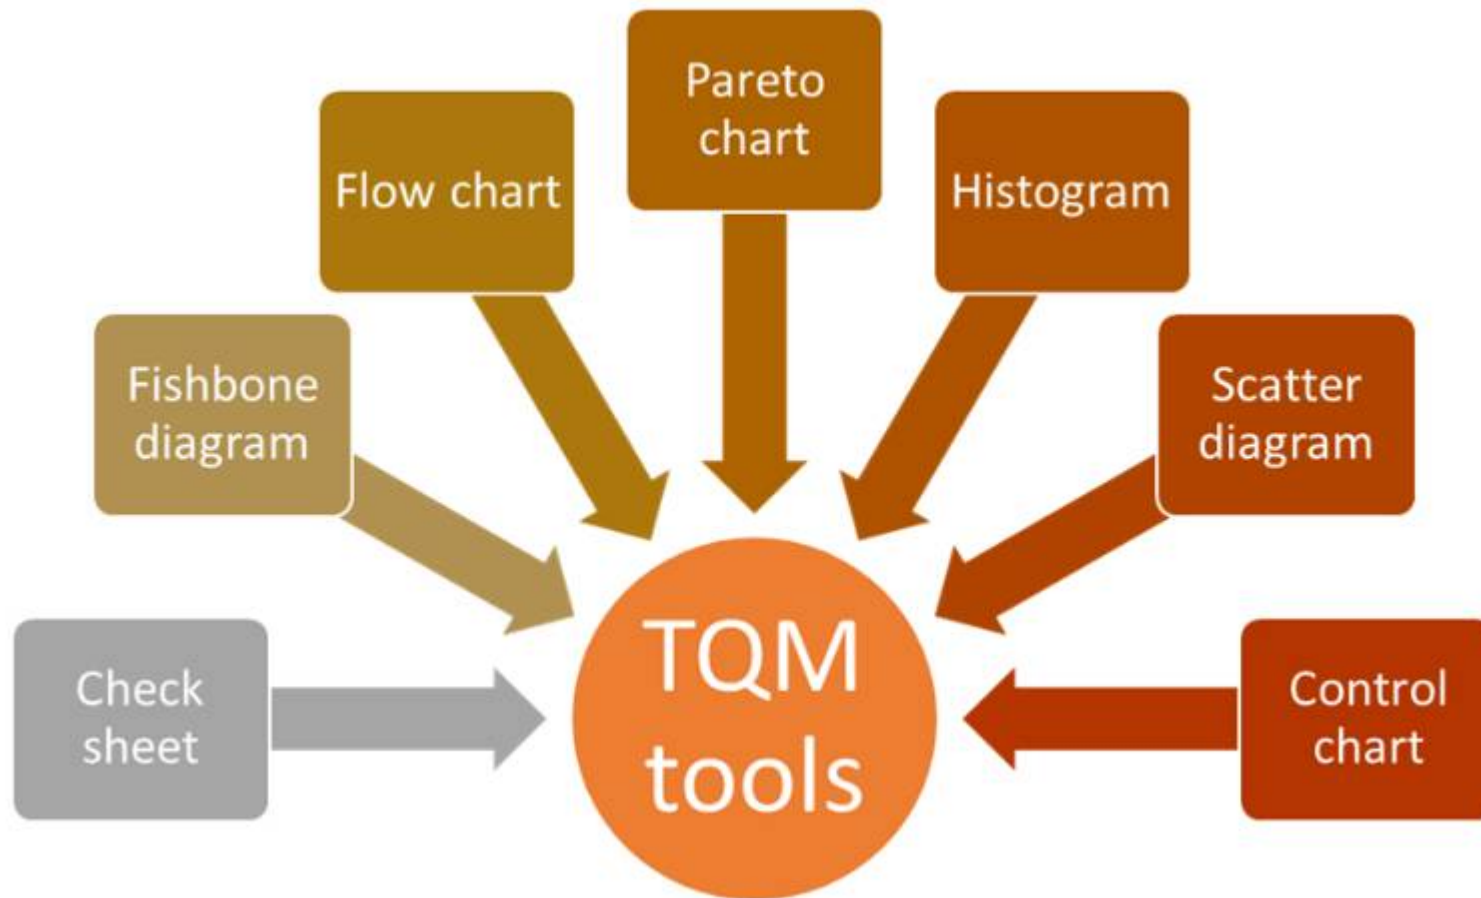 Pareto
chart
Flow chart
Histogram
Fishbone
diagram
Scatter
diagram
TQM
tools
Check
sheet
Control
chart